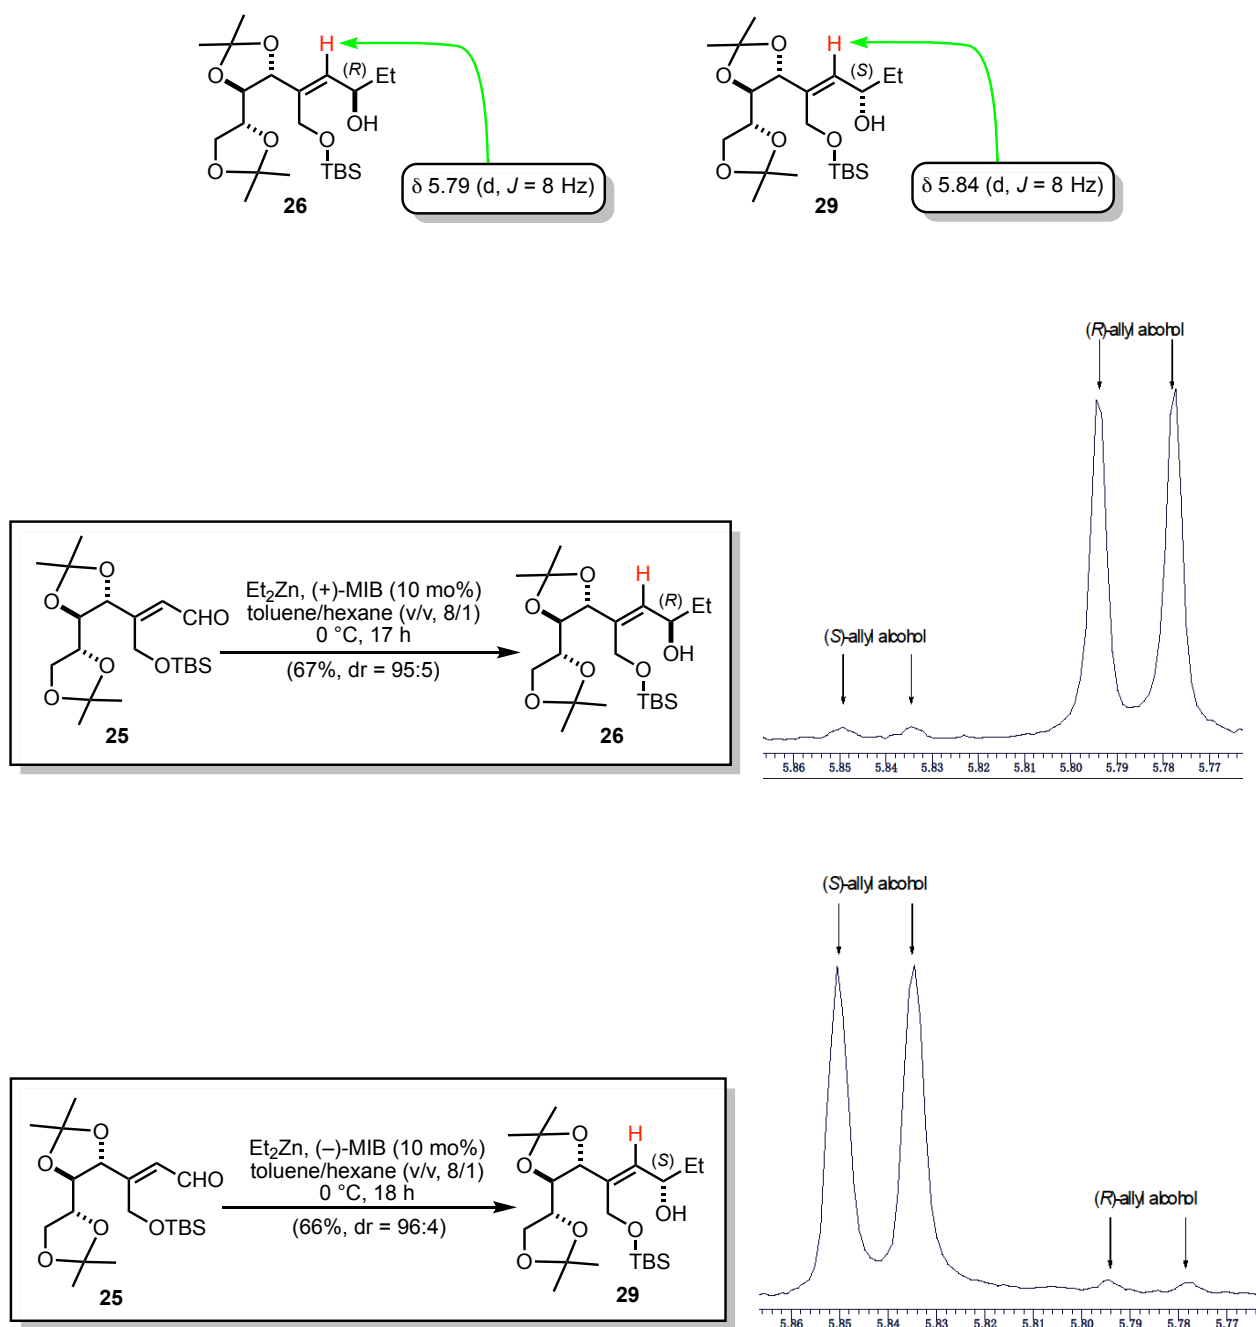 O O H (R) Et
O OH
O O
O TBS
26
δ 5.79 (d, J = 8 Hz)
O O H (S) Et
O OH
O O
O TBS
29
δ 5.84 (d, J = 8 Hz)
(R)-allyl alcohol
(S)-allyl alcohol
5.86 5.85 5.84 5.83 5.82 5.81 5.80 5.79 5.78 5.77
O
O CHO
O OTBS
O
25
Et₂Zn, (+)-MIB (10 mo%)
toluene/hexane (v/v, 8/1)
0 °C, 17 h
(67%, dr = 95:5)
O H
(R) Et
O
OH
O O
O TBS
26
(S)-allyl alcohol
(R)-allyl alcohol
5.86 5.85 5.84 5.83 5.82 5.81 5.80 5.79 5.78 5.77
O
O CHO
O OTBS
O
25
Et₂Zn, (–)-MIB (10 mo%)
toluene/hexane (v/v, 8/1)
0 °C, 18 h
(66%, dr = 96:4)
O H
(S) Et
O
OH
O O
O TBS
29